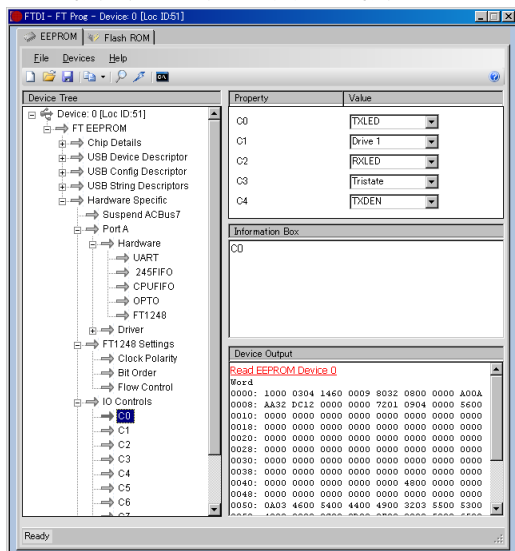 FTDI - FT Prog - Device: 0 [Loc ID:51]
EEPROM
Flash ROM
File Devices Help
Device Tree
Device: 0 [Loc ID:51]
FT EEPROM
Chip Details
USB Device Descriptor
USB Config Descriptor
USB String Descriptors
Hardware Specific
Suspend ACBus7
Port A
Hardware
UART
245FIFO
CPUFIFO
OPTO
FT1248
Driver
FT1248 Settings
Clock Polarity
Bit Order
Flow Control
IO Controls
C0
C1
C2
C3
C4
C5
C6
Property Value
C0 TXLED
C1 Drive 1
C2 RXLED
C3 Tristate
C4 TXDEN
Information Box
C0
Device Output
Read EEPROM Device 0
Word
0000: 1000 0304 1460 0009 8032 0800 0000 A00A
0008: AA32 DC12 0000 0000 7201 0904 0000 5600
0010: 0000 0000 0000 0000 0000 0000 0000 0000
0018: 0000 0000 0000 0000 0000 0000 0000 0000
0020: 0000 0000 0000 0000 0000 0000 0000 0000
0028: 0000 0000 0000 0000 0000 0000 0000 0000
0030: 0000 0000 0000 0000 0000 0000 0000 0000
0038: 0000 0000 0000 0000 0000 0000 0000 0000
0040: 0000 0000 0000 0000 0000 4800 0000 0000
0048: 0000 0000 0000 0000 0000 0000 0000 0000
0050: 0A03 4600 5400 4400 4900 3203 5500 5300
Ready